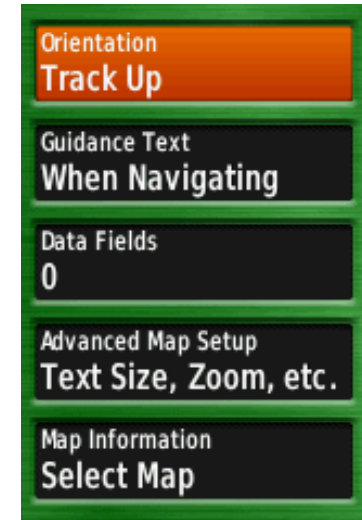 Orientation
Track Up
Guidance Text
When Navigating
Data Fields
0
Advanced Map Setup
Text Size, Zoom, etc.
Map Information
Select Map